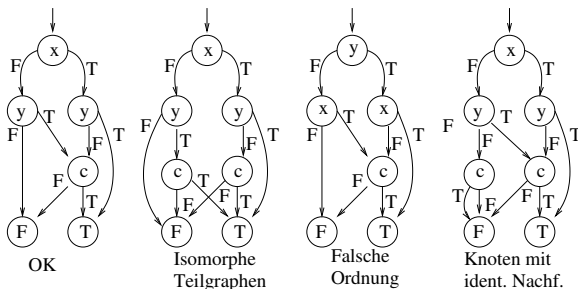 x x y x
F T F T F T F T
y y y y x x y y
F T F T F T F T F T F T F T F T
c c c c c
F T T F F T F T T F F T
F T F T F T F T
OK Isomorphe Falsche Knoten mit
Teilgraphen Ordnung ident. Nachf.